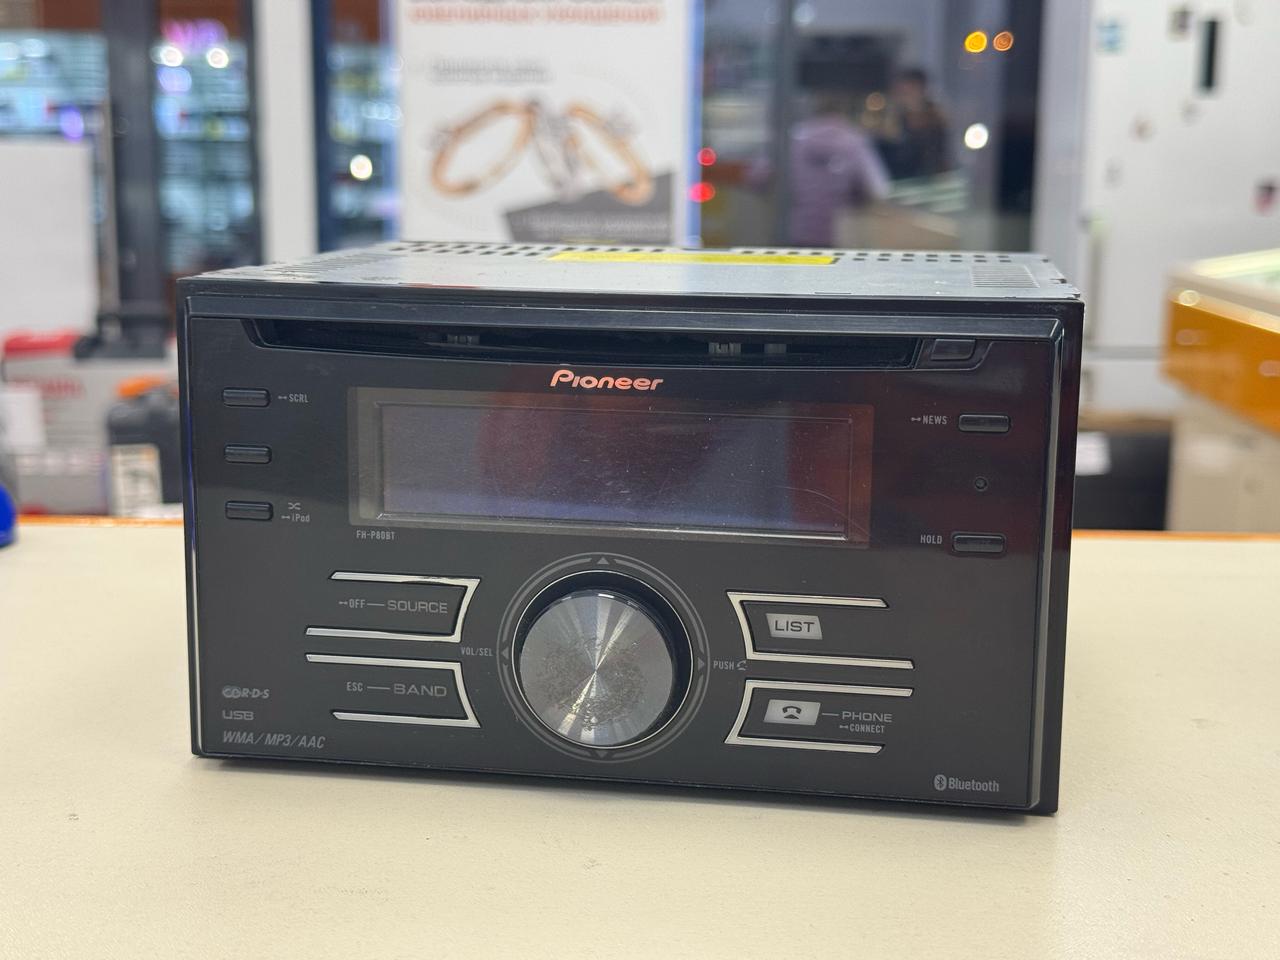 Pioneer
SCRL
NEWS
iPod
FH-P80BT
HOLD
OFF SOURCE
LIST
VOL/SEL
PUSH
ESC BAND
PHONE
CONNECT
R·D·S
USB
WMA/MP3/AAC
Bluetooth